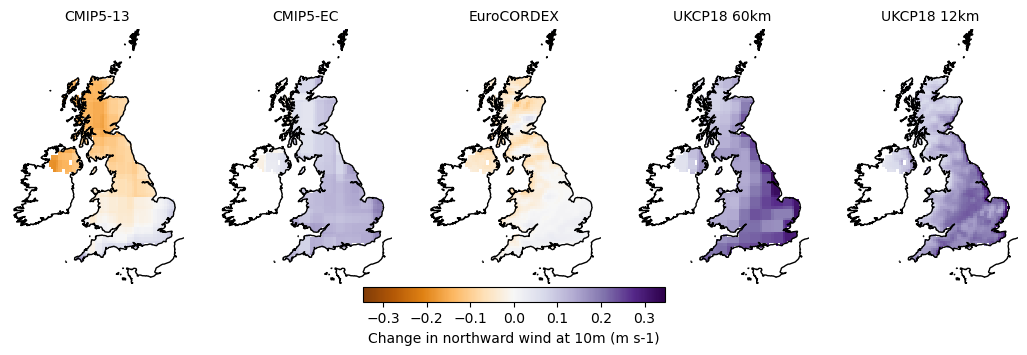 CMIP5-13 CMIP5-EC EuroCORDEX UKCP18 60km UKCP18 12km
−0.3 −0.2 −0.1 0.0 0.1 0.2 0.3
Change in northward wind at 10m (m s-1)